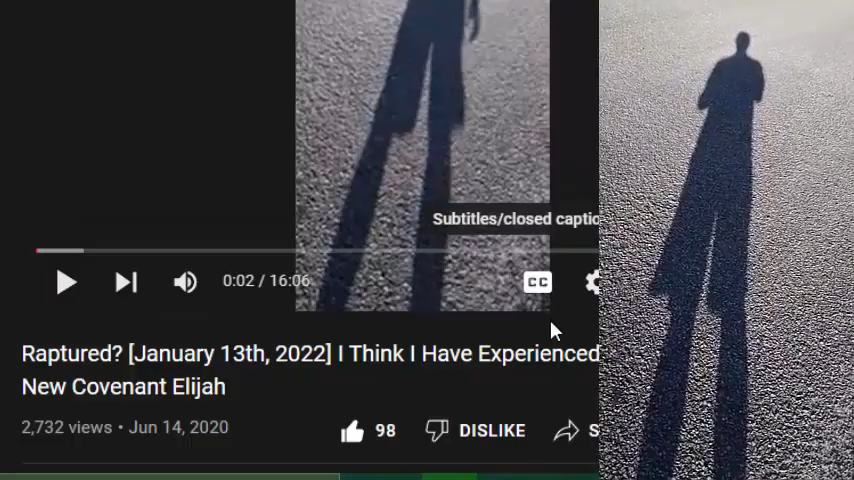 Subtitles/closed captio
0:02 / 16:06
CC
Raptured? [January 13th, 2022] I Think I Have Experienced
New Covenant Elijah
2,732 views • Jun 14, 2020
98
DISLIKE
S